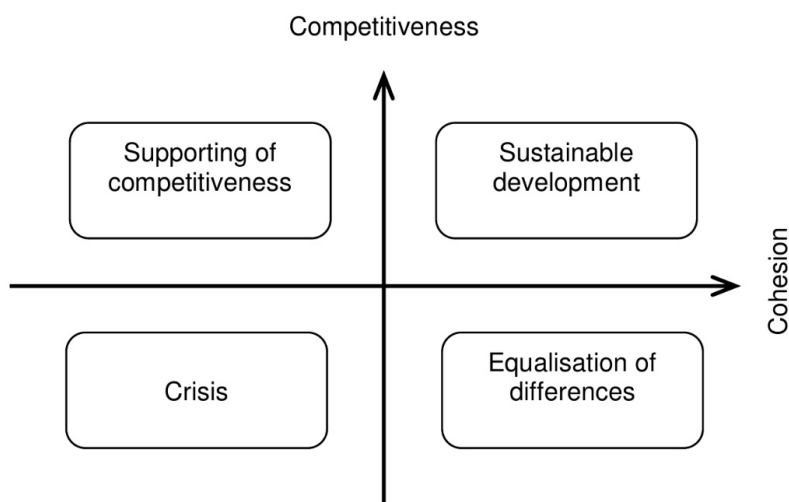 Competitiveness
Supporting of
competitiveness
Sustainable
development
Cohesion
Crisis
Equalisation of
differences